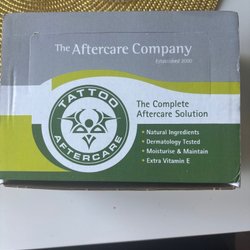 The Aftercare Company
Established 2000
TATTOO
AFTERCARE
The Complete
Aftercare Solution
• Natural Ingredients
• Dermatology Tested
• Moisturise & Maintain
• Extra Vitamin E